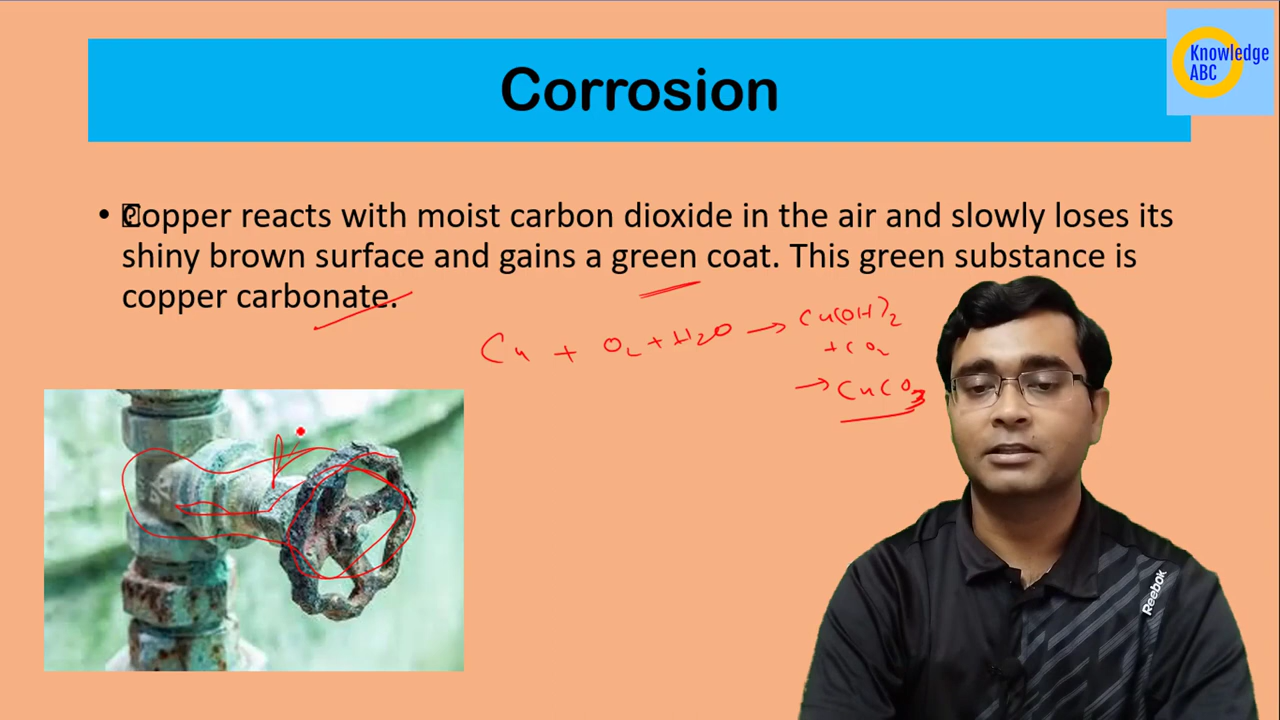 Knowledge
ABC
Corrosion
• Copper reacts with moist carbon dioxide in the air and slowly loses its
shiny brown surface and gains a green coat. This green substance is
copper carbonate.
Cu + O2 + H2O → Cu(OH)2
+ CO2
→ CuCO3
Reebok